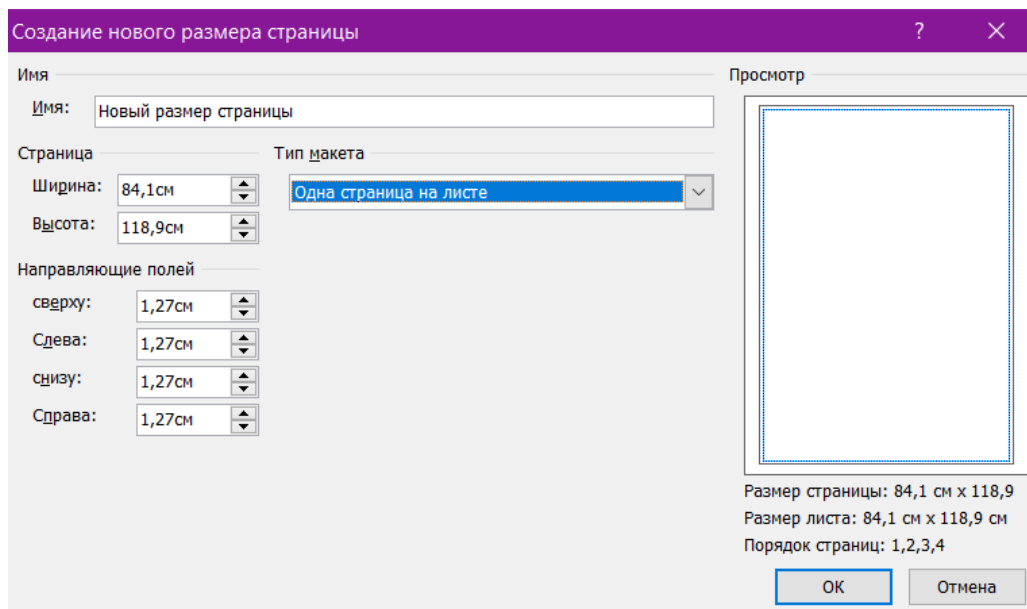 Создание нового размера страницы
?
Имя
Имя:
Новый размер страницы
Страница
Ширина:
84,1см
Высота:
118,9см
Тип макета
Одна страница на листе
Направляющие полей
сверху:
1,27см
Слева:
1,27см
снизу:
1,27см
Справа:
1,27см
Просмотр
Размер страницы: 84,1 см x 118,9
Размер листа: 84,1 см x 118,9 см
Порядок страниц: 1,2,3,4
ОК
Отмена